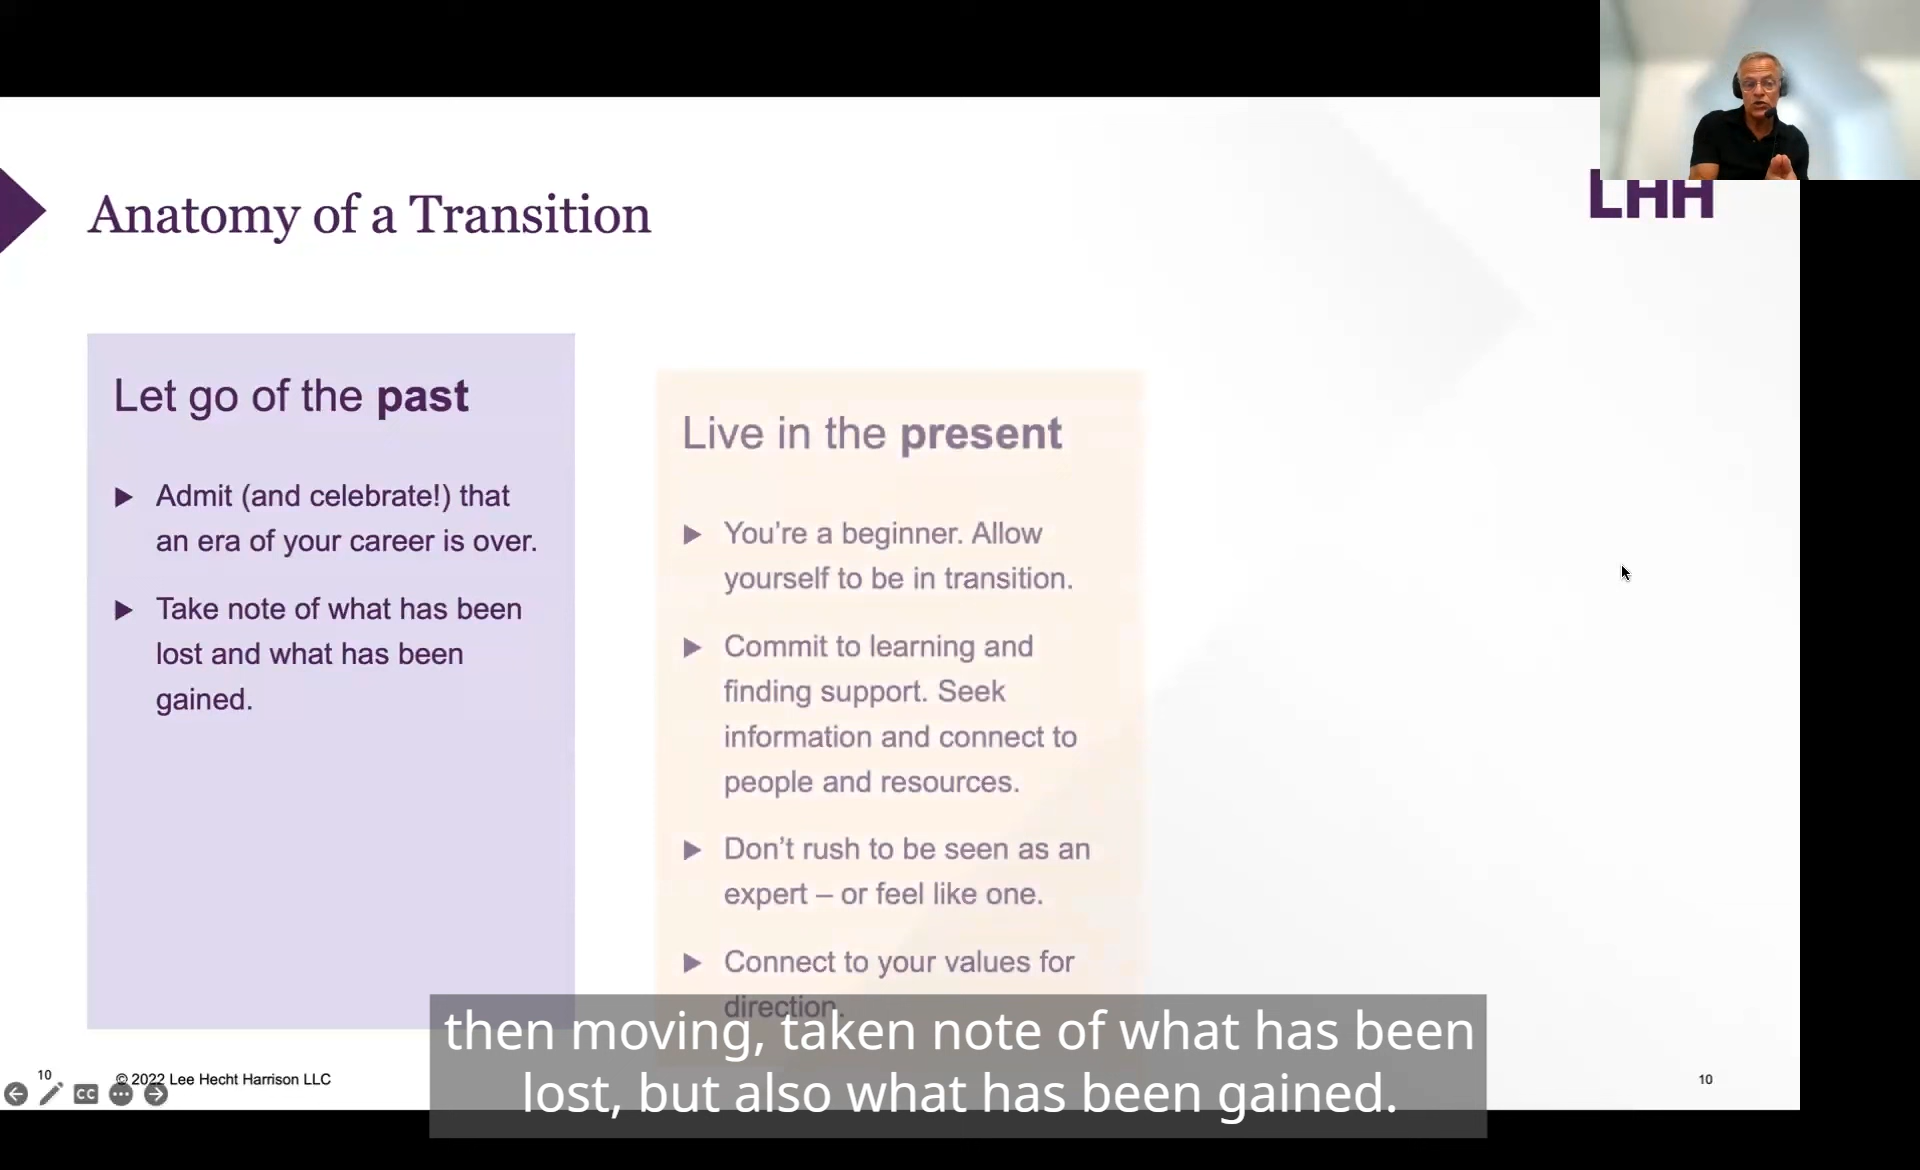 LHH
Anatomy of a Transition
Let go of the past
▶ Admit (and celebrate!) that
an era of your career is over.
▶ Take note of what has been
lost and what has been
gained.
Live in the present
▶ You're a beginner. Allow
yourself to be in transition.
▶ Commit to learning and
finding support. Seek
information and connect to
people and resources.
▶ Don't rush to be seen as an
expert – or feel like one.
▶ Connect to your values for
direction.
then moving, taken note of what has been
lost, but also what has been gained.
10
© 2022 Lee Hecht Harrison LLC
CC
10